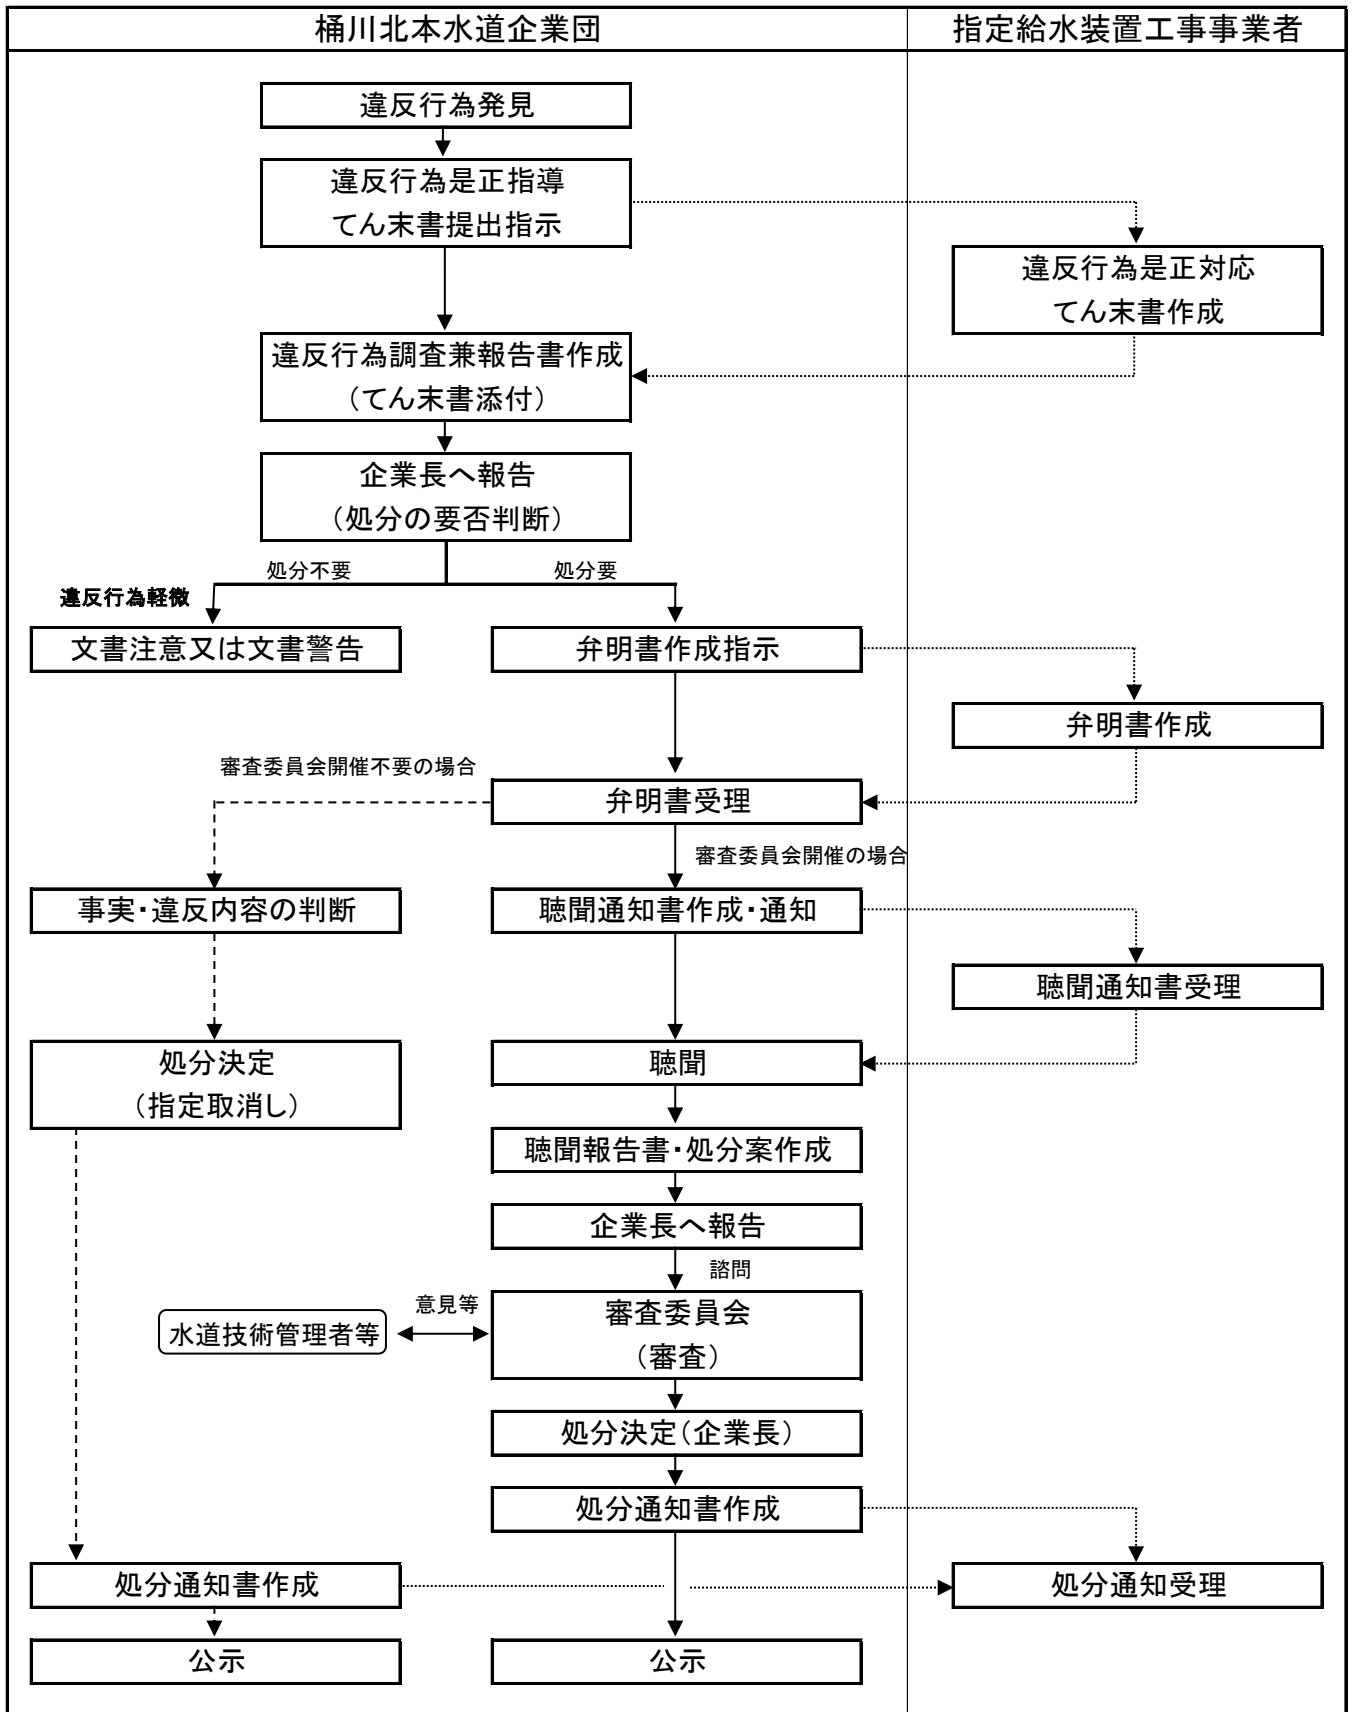 桶川北本水道企業団
指定給水装置工事事業者
違反行為発見
違反行為是正指導
てん末書提出指示
違反行為是正対応
てん末書作成
違反行為調査兼報告書作成
（てん末書添付）
企業長へ報告
（処分の要否判断）
処分不要
処分要
違反行為軽微
文書注意又は文書警告
弁明書作成指示
弁明書作成
審査委員会開催不要の場合
弁明書受理
審査委員会開催の場合
事実・違反内容の判断
聴聞通知書作成・通知
聴聞通知書受理
処分決定
（指定取消し）
聴聞
聴聞報告書・処分案作成
企業長へ報告
諮問
意見等
水道技術管理者等
審査委員会
（審査）
処分決定（企業長）
処分通知書作成
処分通知書作成
処分通知受理
公示
公示